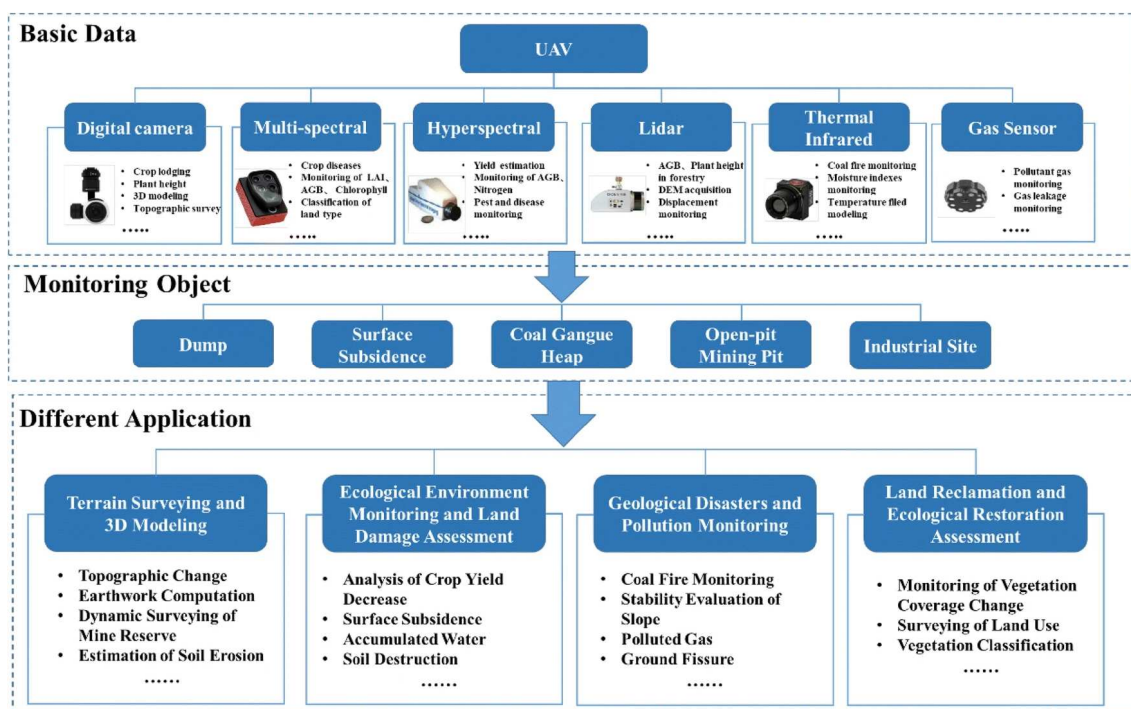 Basic Data
UAV
Digital camera
• Crop lodging
• Plant height
• 3D modeling
• Topographic survey
•••••
Multi-spectral
• Crop diseases
• Monitoring of LAI、
AGB、 Chlorophyll
• Classification of
land type
•••••
Hyperspectral
• Yield estimation
• Monitoring of AGB、
Nitrogen
• Pest and disease
monitoring
•••••
Lidar
• AGB、Plant height
in forestry
• DEM acquisition
• Displacement
monitoring
•••••
Thermal
Infrared
• Coal fire monitoring
• Moisture indexes
monitoring
• Temperature flied
modeling
•••••
Gas Sensor
• Pollutant gas
monitoring
• Gas leakage
monitoring
•••••
Monitoring Object
Dump
Surface
Subsidence
Coal Gangue
Heap
Open-pit
Mining Pit
Industrial Site
Different Application
Terrain Surveying and
3D Modeling
• Topographic Change
• Earthwork Computation
• Dynamic Surveying of
Mine Reserve
• Estimation of Soil Erosion
……
Ecological Environment
Monitoring and Land
Damage Assessment
• Analysis of Crop Yield
Decrease
• Surface Subsidence
• Accumulated Water
• Soil Destruction
……
Geological Disasters and
Pollution Monitoring
• Coal Fire Monitoring
• Stability Evaluation of
Slope
• Polluted Gas
• Ground Fissure
……
Land Reclamation and
Ecological Restoration
Assessment
• Monitoring of Vegetation
Coverage Change
• Surveying of Land Use
• Vegetation Classification
……